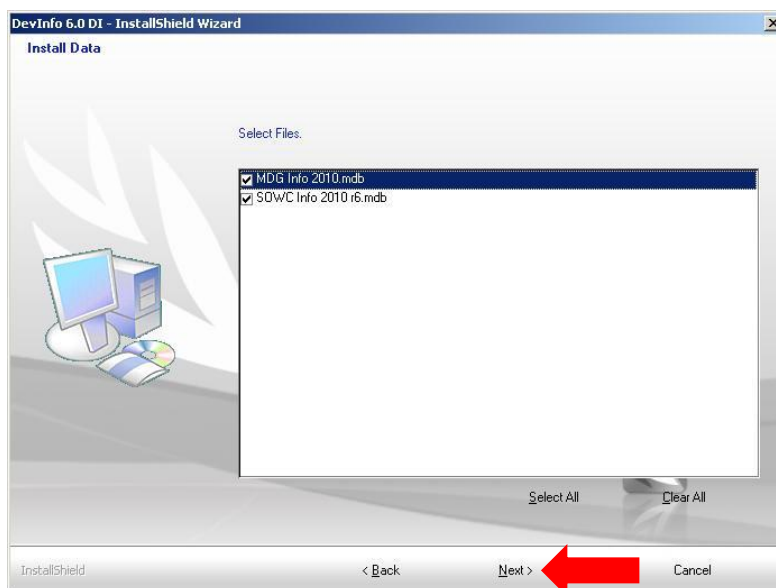 DevInfo 6.0 DI - InstallShield Wizard
Install Data
Select Files.
MDG Info 2010.mdb
SOWC Info 2010 r6.mdb
Select All Clear All
InstallShield < Back Next > Cancel